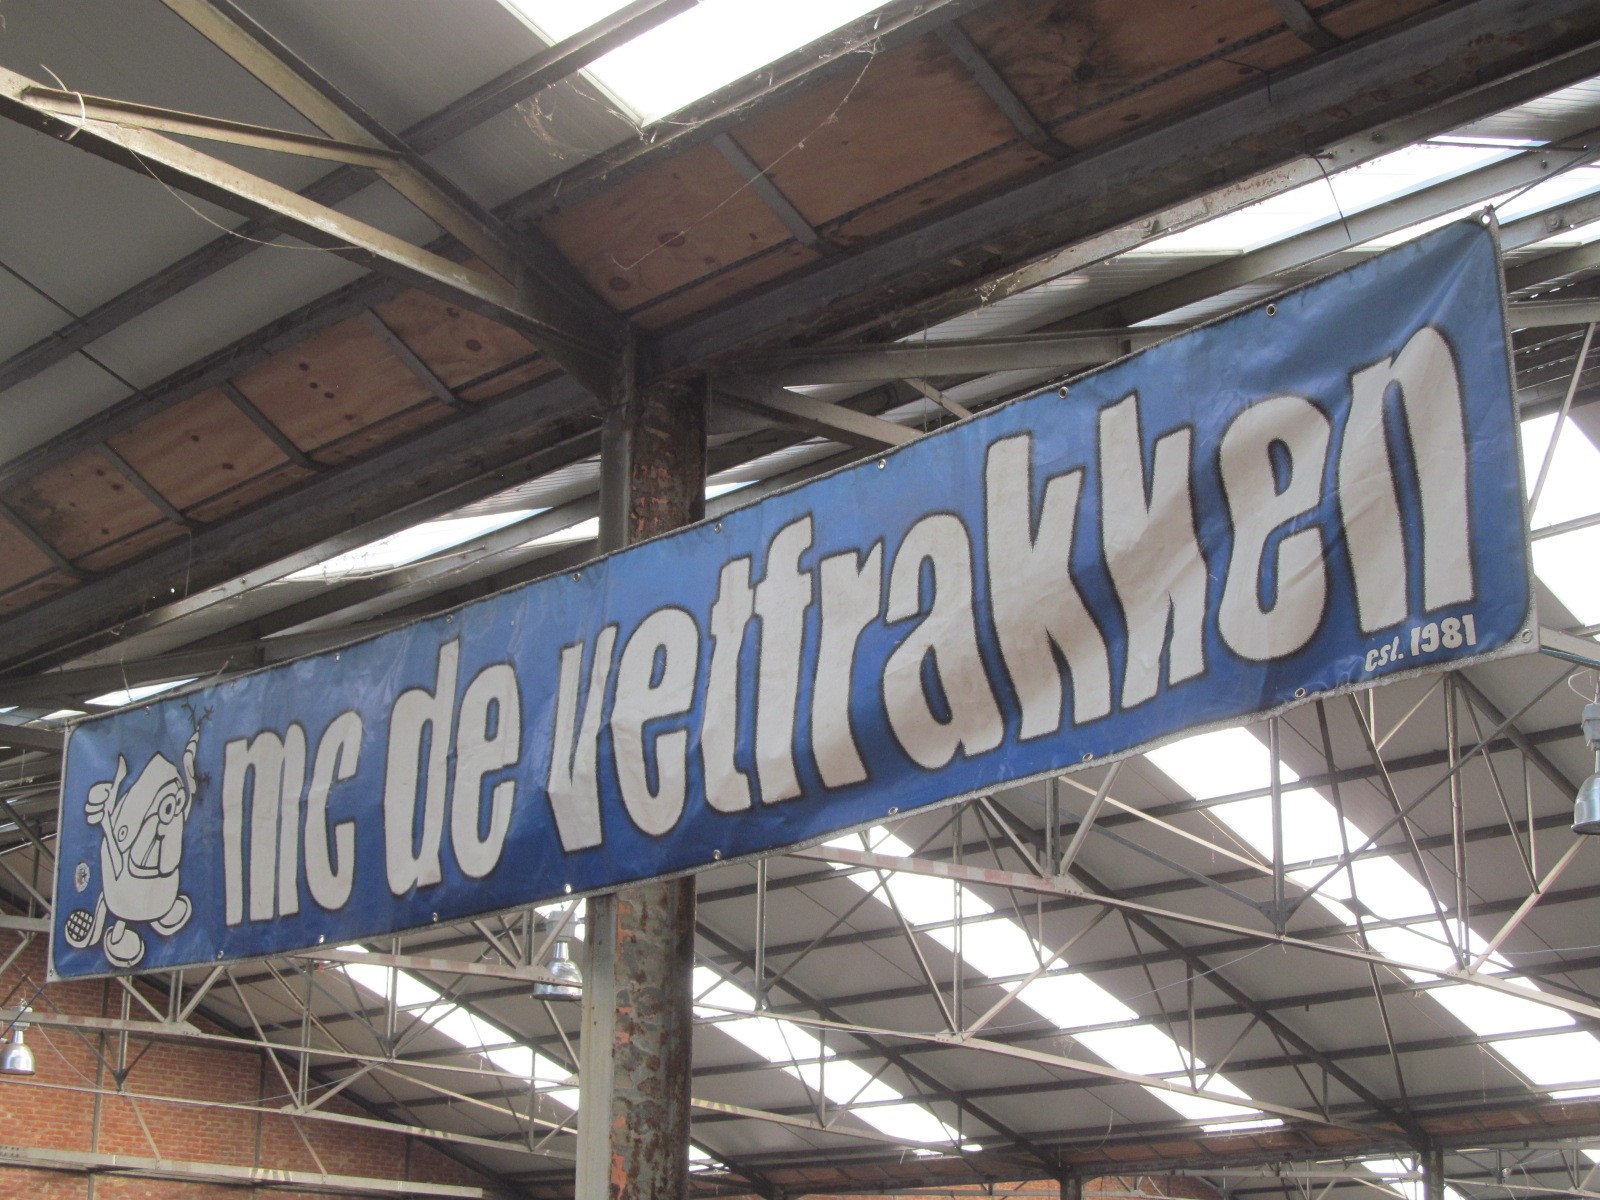 mc de vetfrakken
est. 1981